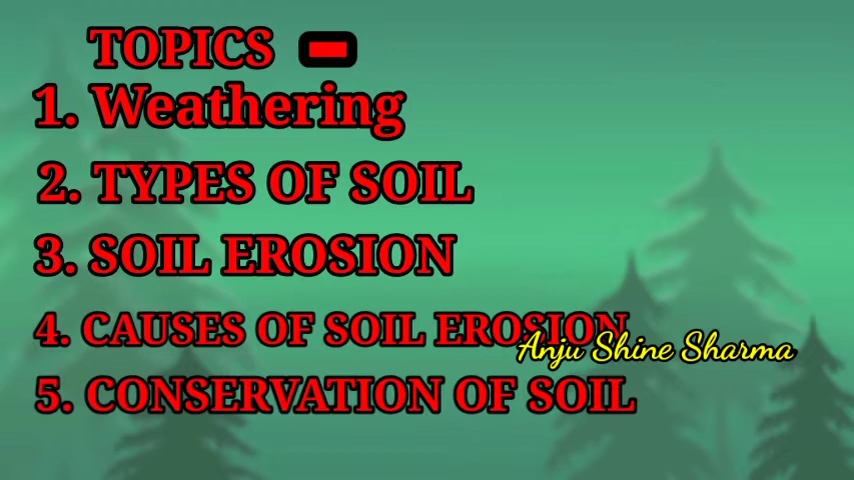 TOPICS -
1. Weathering
2. TYPES OF SOIL
3. SOIL EROSION
4. CAUSES OF SOIL EROSION
Anju Shine Sharma
5. CONSERVATION OF SOIL